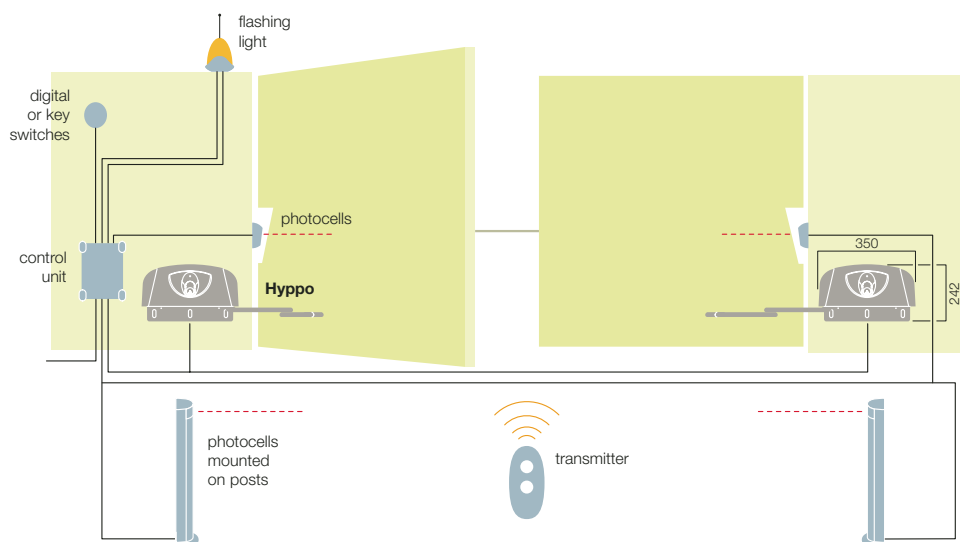 flashing
light
digital
or key
switches
photocells
control
unit
Hyppo
350
242
photocells
mounted
on posts
transmitter